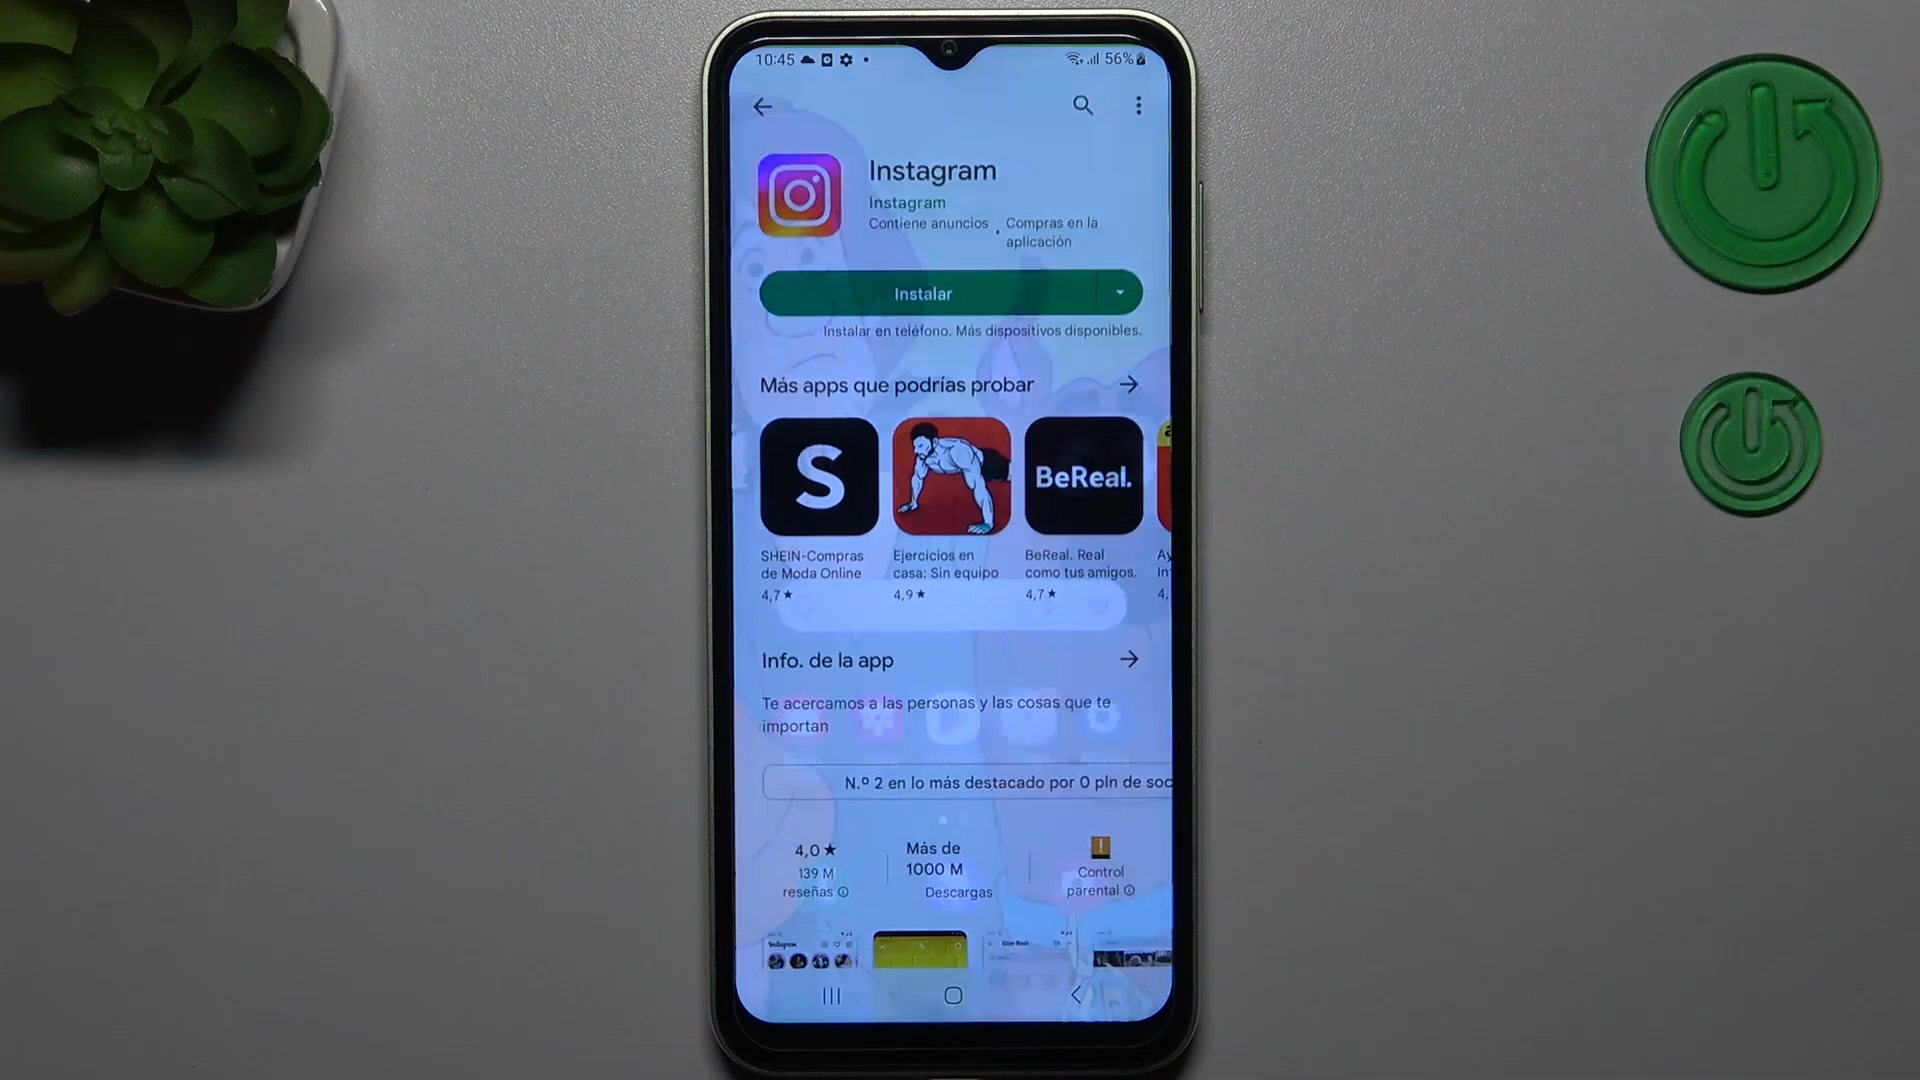 10:45
56%
Instagram
Instagram
Contiene anuncios
Compras en la
aplicación
Instalar
Instalar en teléfono. Más dispositivos disponibles.
Más apps que podrías probar
S
BeReal.
SHEIN-Compras
de Moda Online
4,7★
Ejercicios en
casa: Sin equipo
4,9★
BeReal. Real
como tus amigos.
4,7★
Ay
In
4,
Info. de la app
Te acercamos a las personas y las cosas que te
importan
N.º 2 en lo más destacado por 0 pln de soc
4,0★
139 M
reseñas
Más de
1000 M
Descargas
Control
parental
Instagram